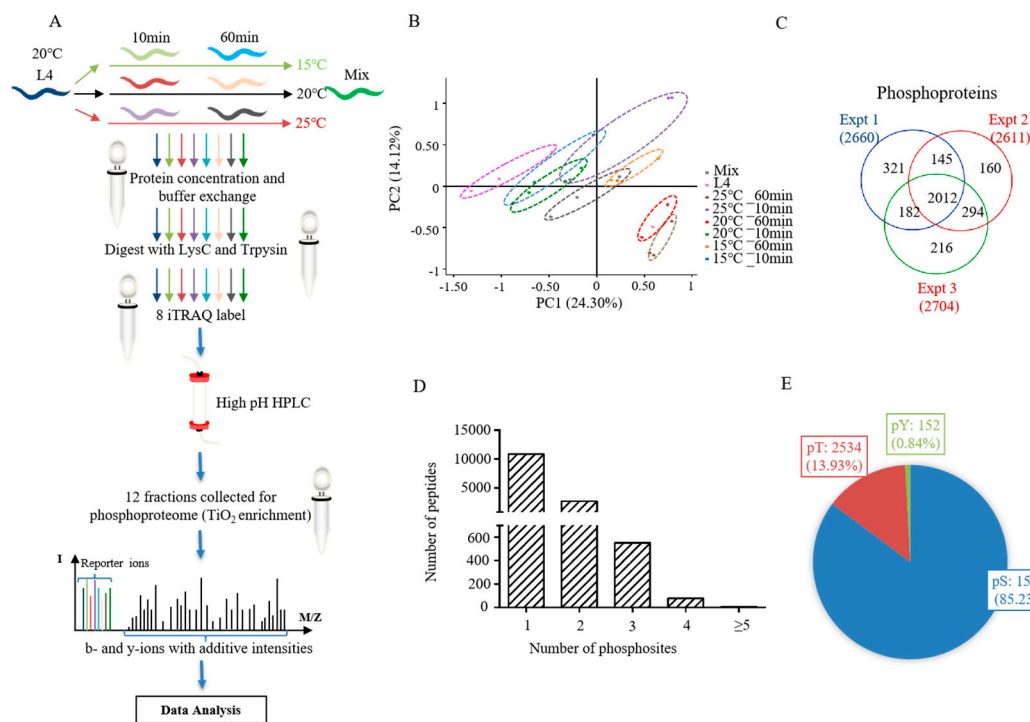 A
20°C
L4
10min
60min
15°C
20°C
25°C
Mix
Protein concentration and
buffer exchange
Digest with LysC and Trpysin
8 iTRAQ label
High pH HPLC
12 fractions collected for
phosphoproteome (TiO2 enrichment)
I
Reporter ions
M/Z
b- and y-ions with additive intensities
Data Analysis
B
PC2 (14.12%)
1
0.50
0
-0.50
-1
-1.50
-1
-0.50
0
0.50
1
PC1 (24.30%)
Mix
L4
25°C_60min
25°C_10min
20°C_60min
20°C_10min
15°C_60min
15°C_10min
C
Phosphoproteins
Expt 1
(2660)
Expt 2
(2611)
321
145
160
2012
182
294
216
Expt 3
(2704)
D
Number of peptides
15000
10000
5000
600
400
200
0
1
2
3
4
≥5
Number of phosphosites
E
pY: 152
(0.84%)
pT: 2534
(13.93%)
pS: 15
(85.23